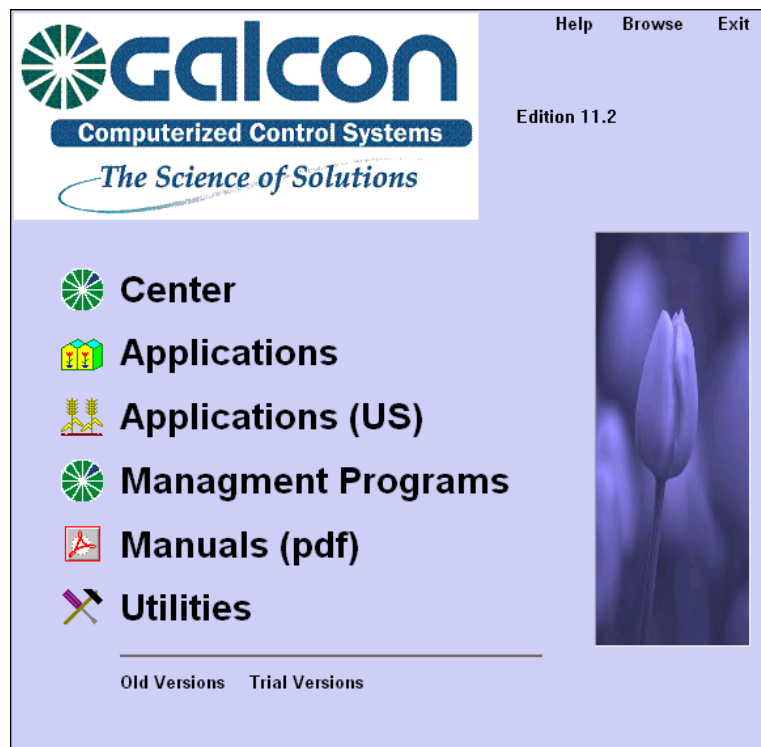 GALCON
Help Browse Exit
Computerized Control Systems
Edition 11.2
The Science of Solutions
Center
Applications
Applications (US)
Managment Programs
Manuals (pdf)
Utilities
Old Versions Trial Versions